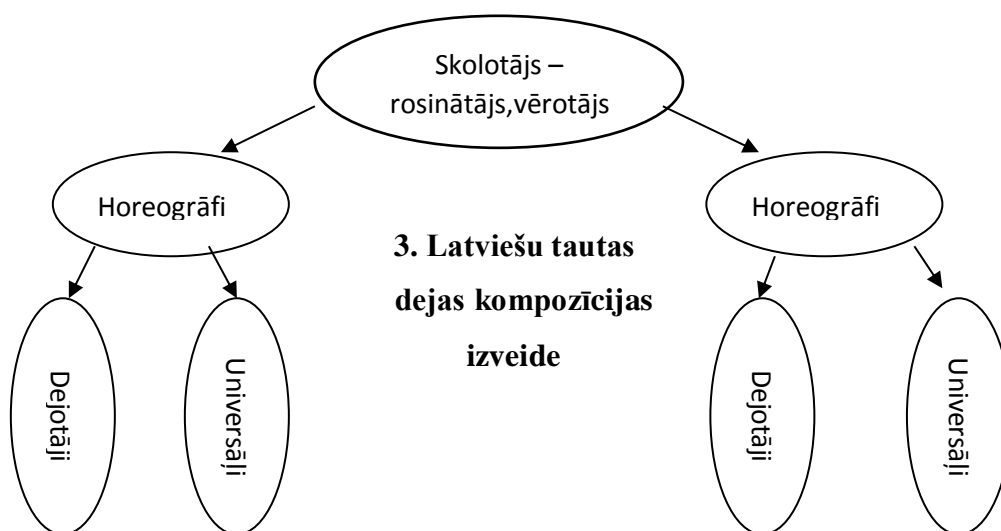 Skolotājs –
rosinātājs,vērotājs
Horeogrāfi
Horeogrāfi
3. Latviešu tautas
dejas kompozīcijas
izveide
Dejotāji
Universāļi
Dejotāji
Universāļi